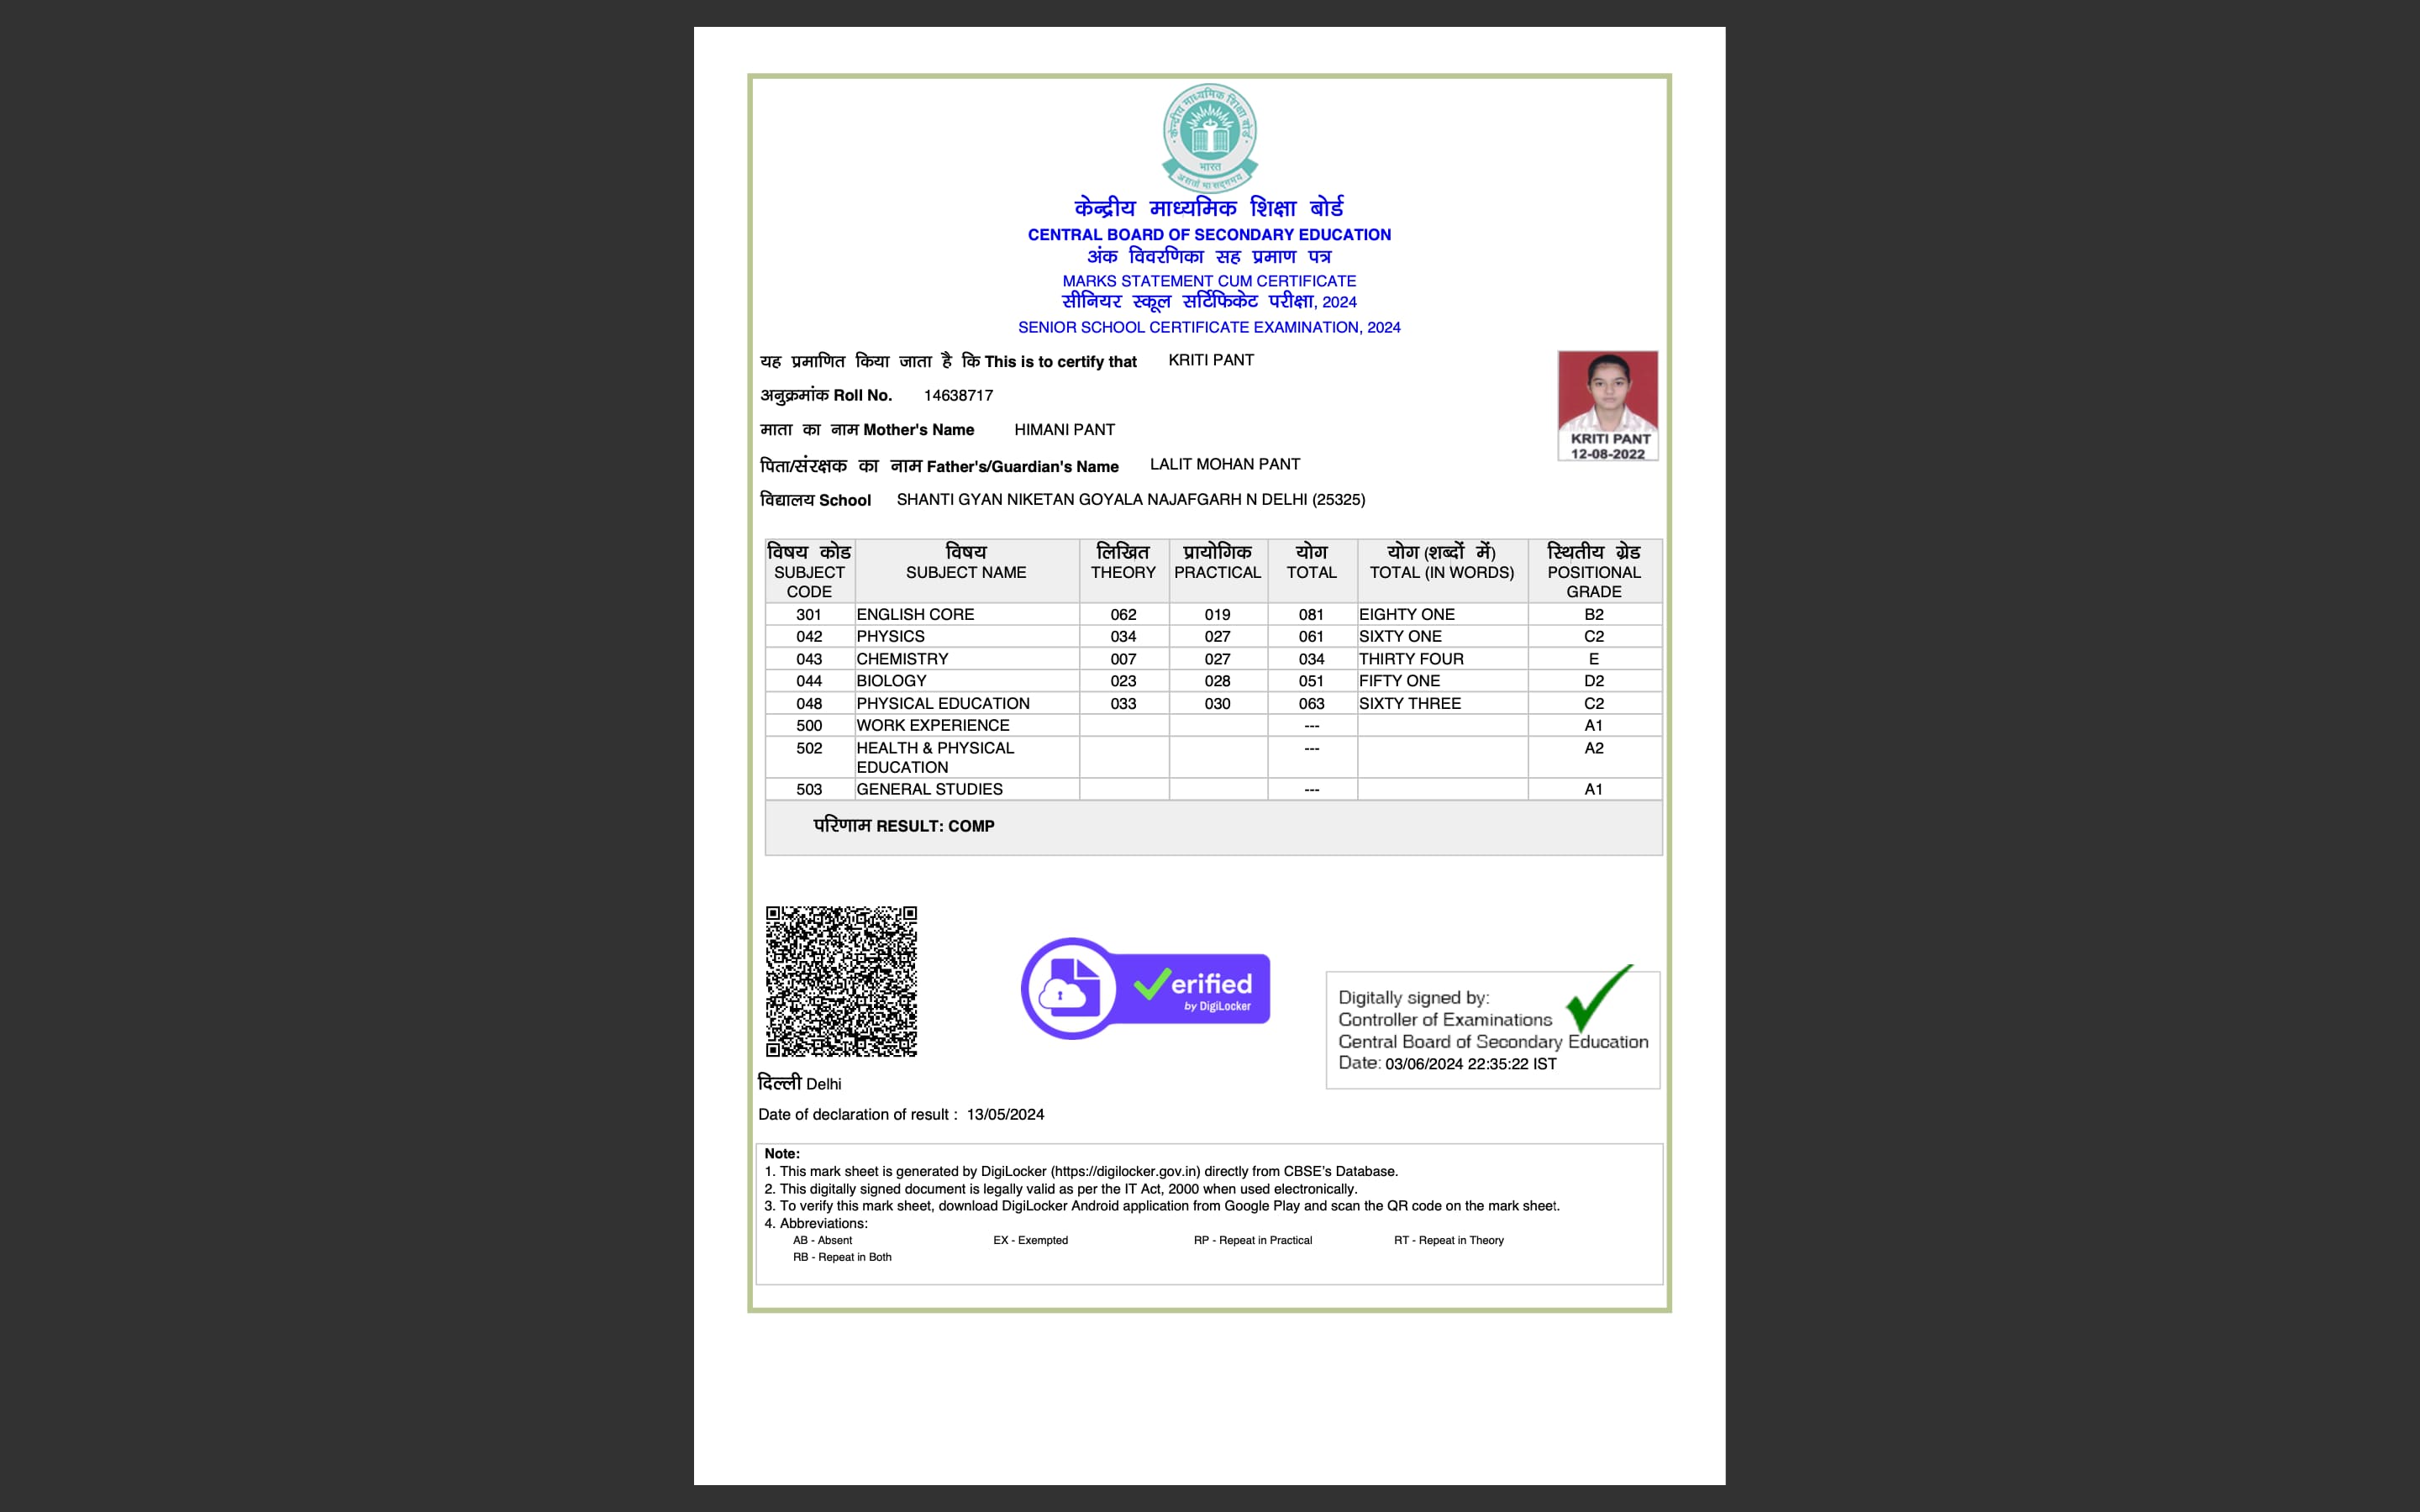 केन्द्रीय माध्यमिक शिक्षा बोर्ड
भारत
असतो मा सद्गमय
केन्द्रीय माध्यमिक शिक्षा बोर्ड
CENTRAL BOARD OF SECONDARY EDUCATION
अंक विवरणिका सह प्रमाण पत्र
MARKS STATEMENT CUM CERTIFICATE
सीनियर स्कूल सर्टिफिकेट परीक्षा, 2024
SENIOR SCHOOL CERTIFICATE EXAMINATION, 2024
यह प्रमाणित किया जाता है कि This is to certify that KRITI PANT
अनुक्रमांक Roll No. 14638717
माता का नाम Mother's Name HIMANI PANT
KRITI PANT
12-08-2022
पिता/संरक्षक का नाम Father's/Guardian's Name LALIT MOHAN PANT
विद्यालय School SHANTI GYAN NIKETAN GOYALA NAJAFGARH N DELHI (25325)
विषय कोड विषय लिखित प्रायोगिक योग योग (शब्दों में) स्थितीय ग्रेड
SUBJECT SUBJECT NAME THEORY PRACTICAL TOTAL TOTAL (IN WORDS) POSITIONAL
CODE GRADE
301 ENGLISH CORE 062 019 081 EIGHTY ONE B2
042 PHYSICS 034 027 061 SIXTY ONE C2
043 CHEMISTRY 007 027 034 THIRTY FOUR E
044 BIOLOGY 023 028 051 FIFTY ONE D2
048 PHYSICAL EDUCATION 033 030 063 SIXTY THREE C2
500 WORK EXPERIENCE --- A1
502 HEALTH & PHYSICAL --- A2
EDUCATION
503 GENERAL STUDIES --- A1
परिणाम RESULT: COMP
Verified
by DigiLocker
Digitally signed by:
Controller of Examinations
Central Board of Secondary Education
Date: 03/06/2024 22:35:22 IST
दिल्ली Delhi
Date of declaration of result : 13/05/2024
Note:
1. This mark sheet is generated by DigiLocker (https://digilocker.gov.in) directly from CBSE's Database.
2. This digitally signed document is legally valid as per the IT Act, 2000 when used electronically.
3. To verify this mark sheet, download DigiLocker Android application from Google Play and scan the QR code on the mark sheet.
4. Abbreviations:
AB - Absent EX - Exempted RP - Repeat in Practical RT - Repeat in Theory
RB - Repeat in Both